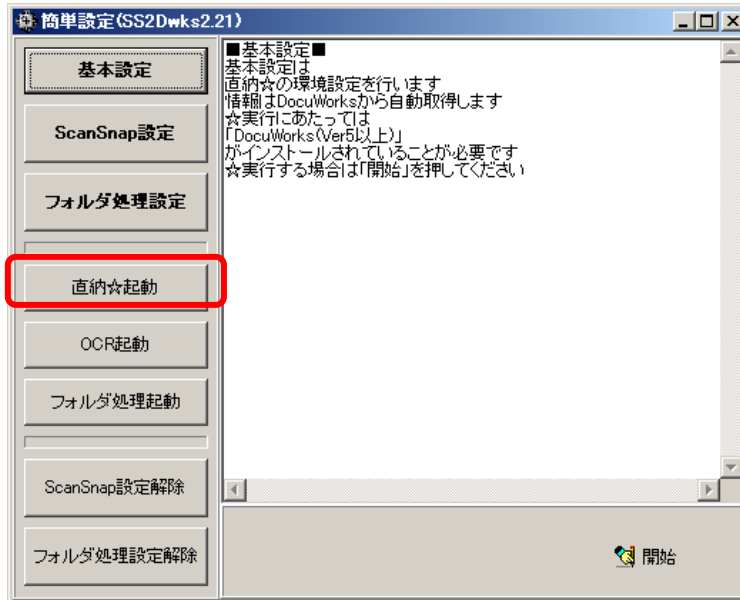 簡単設定(SS2Dwks2.21)
基本設定
ScanSnap設定
フォルダ処理設定
直納☆起動
OCR起動
フォルダ処理起動
ScanSnap設定解除
フォルダ処理設定解除
■基本設定■
基本設定は
直納☆の環境設定を行います
情報はDocuWorksから自動取得します
☆実行にあたっては
「DocuWorks(Ver5以上)」
がインストールされていることが必要です
☆実行する場合は「開始」を押してください
開始